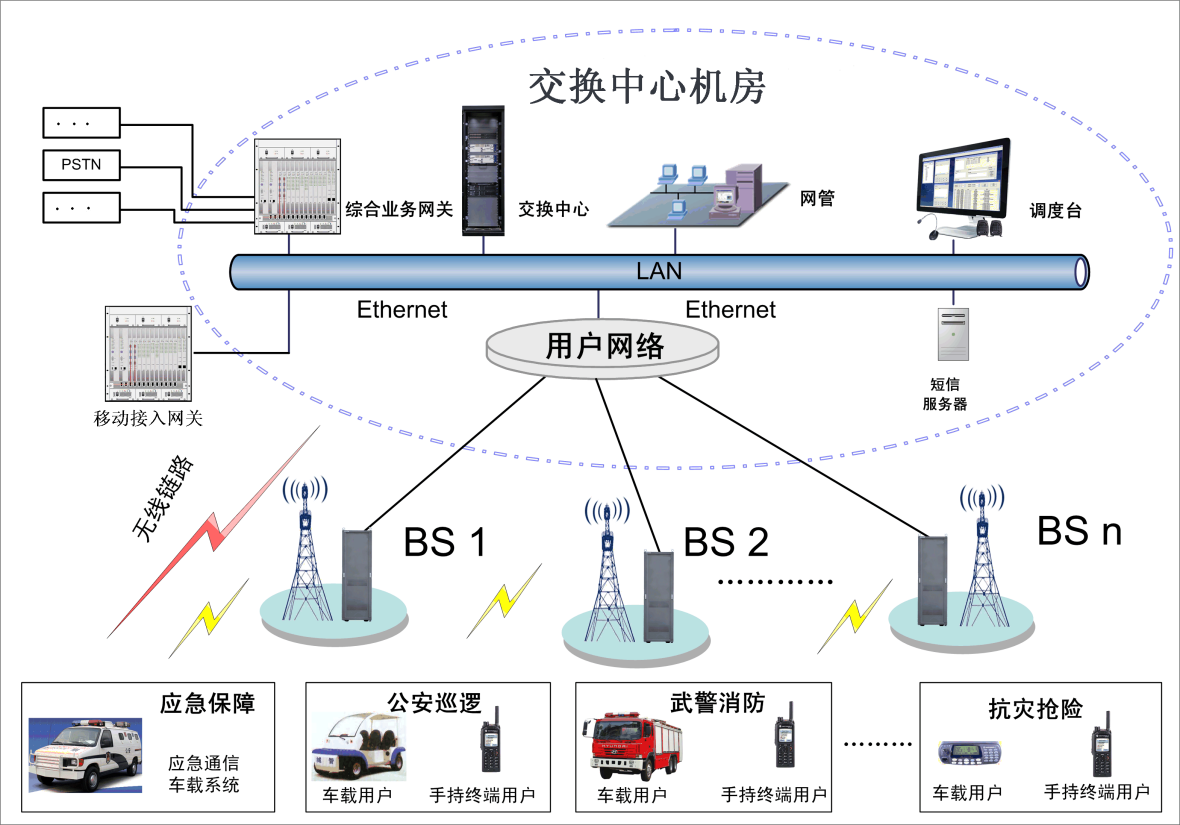 交换中心机房
. . .
PSTN
. . .
综合业务网关
交换中心
网管
调度台
LAN
Ethernet
Ethernet
用户网络
短信
服务器
移动接入网关
无线链路
BS 1
BS 2
…………
BS n
应急保障
应急通信
车载系统
公安巡逻
车载用户
手持终端用户
武警消防
车载用户
手持终端用户
………
抗灾抢险
车载用户
手持终端用户